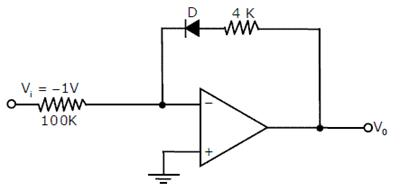 D 4 K
V_i = −1V
100K
−
+
V_0